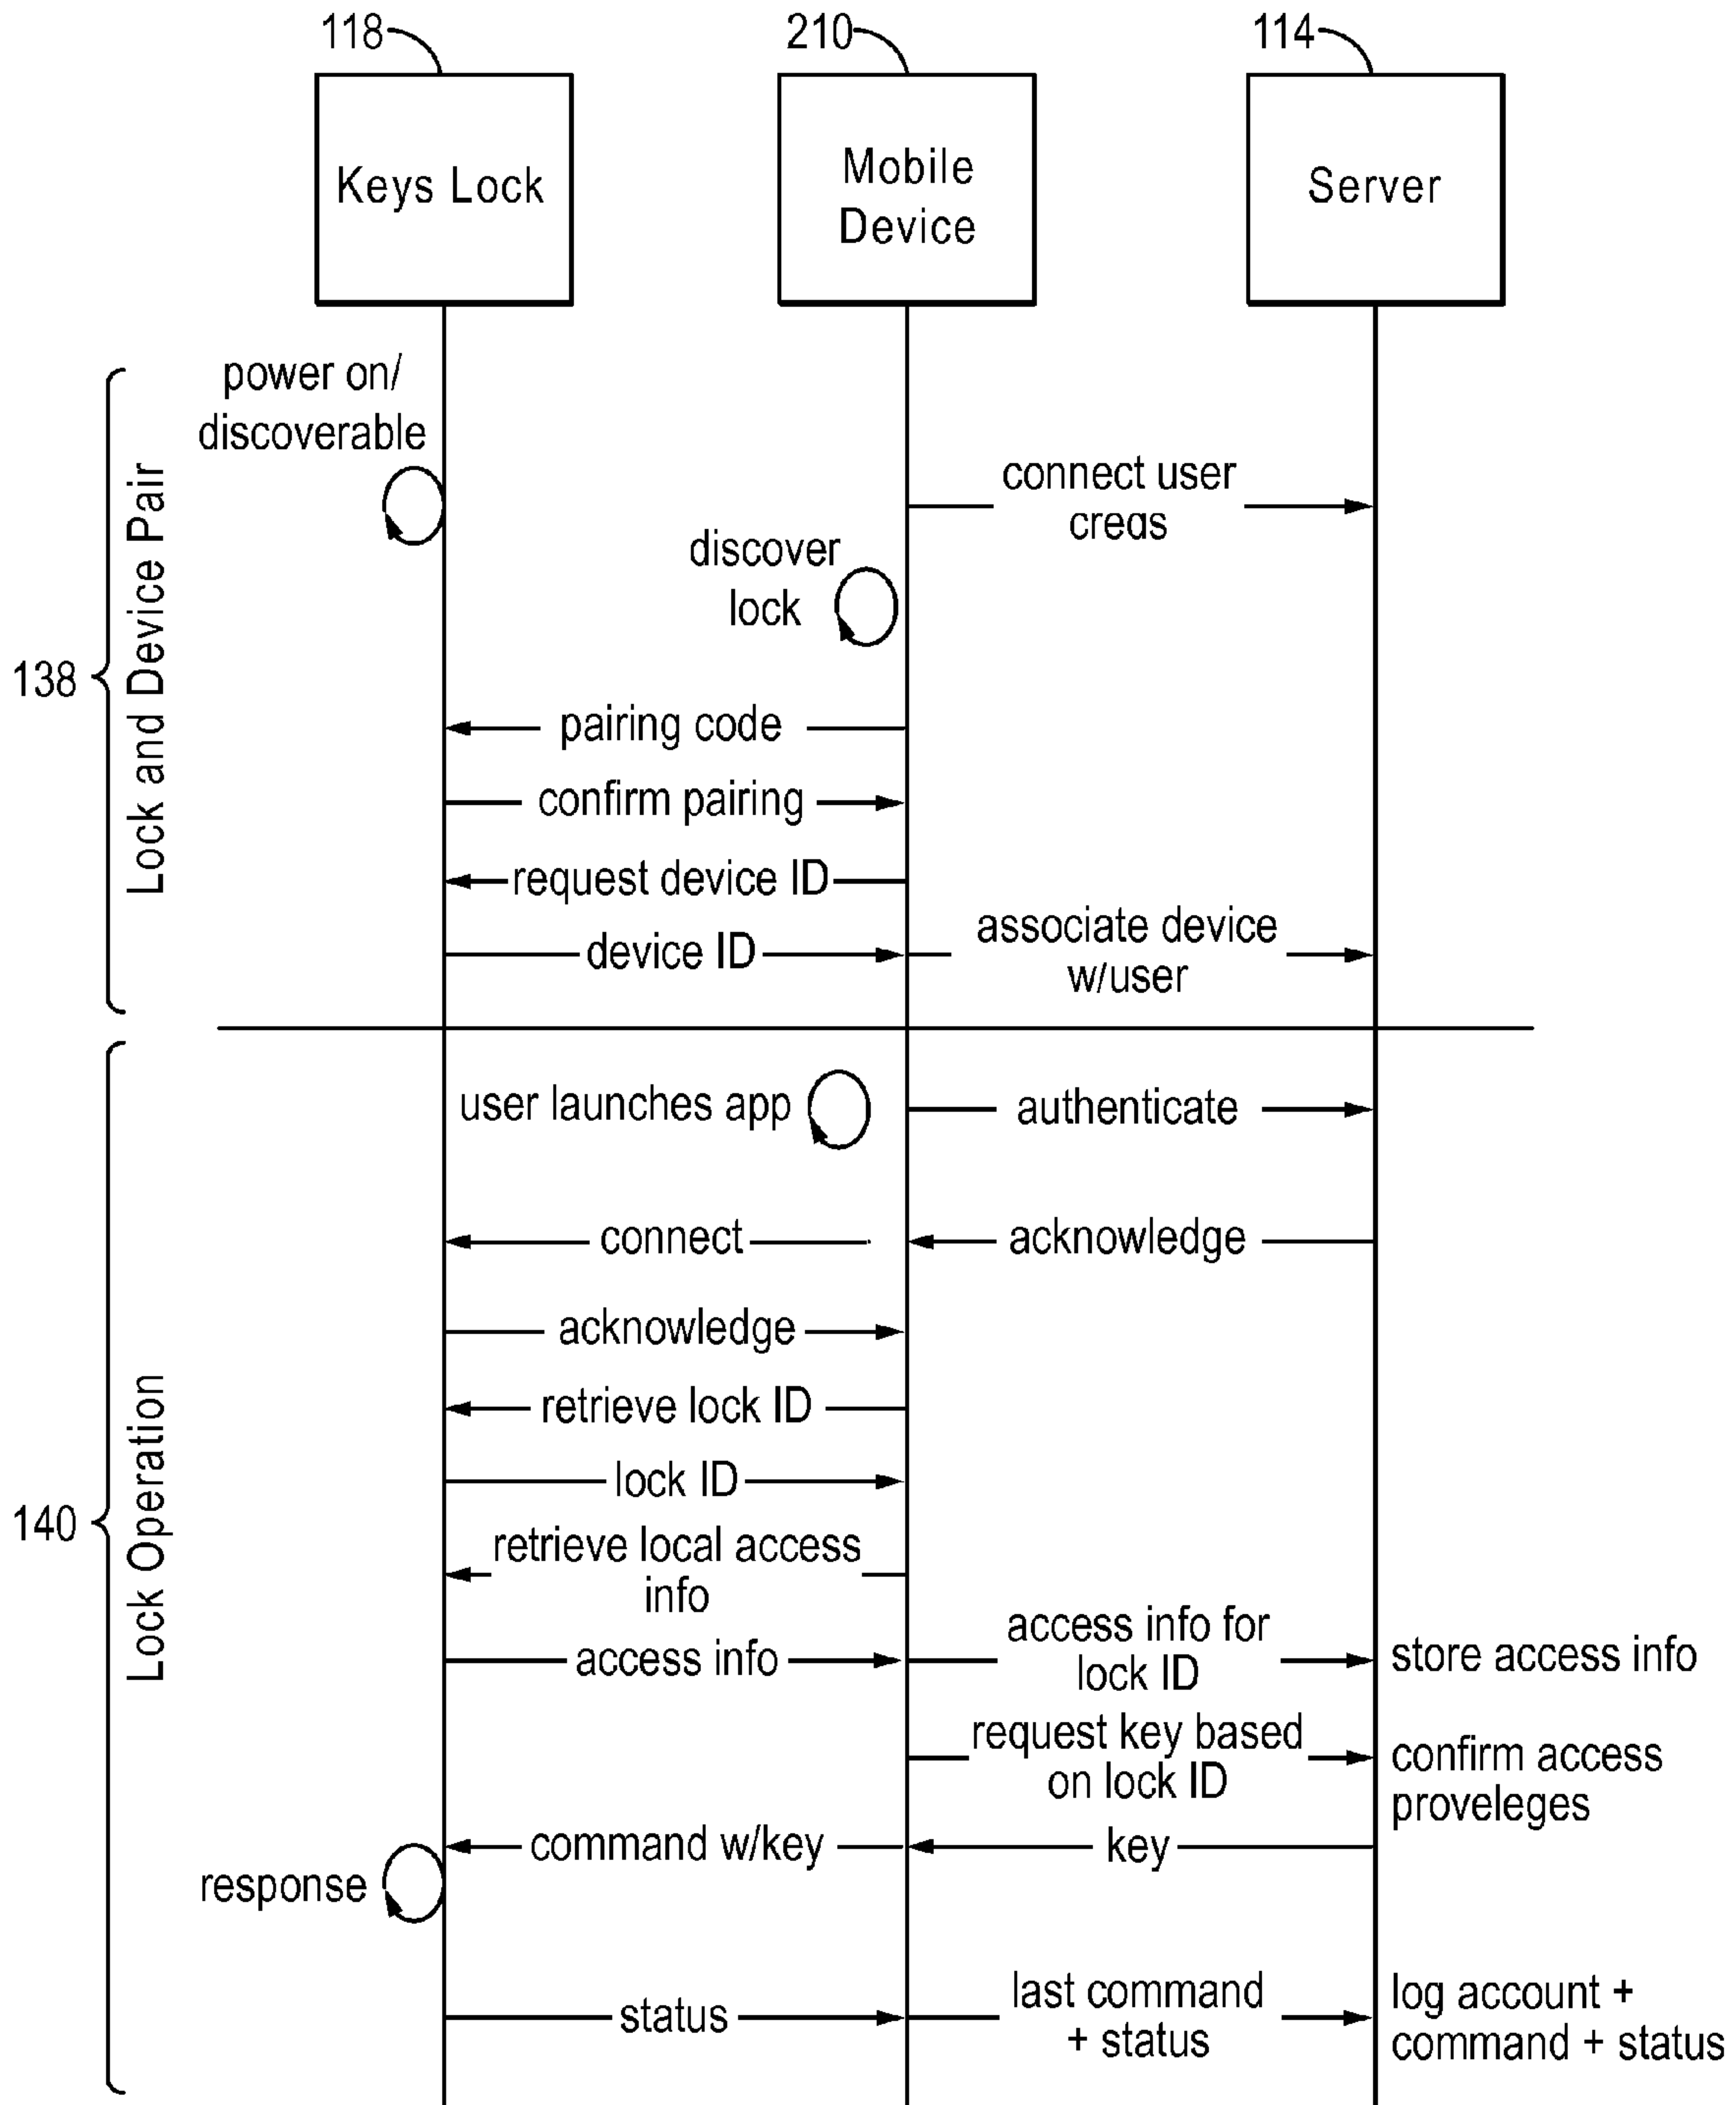 118
210
114
Keys Lock
Mobile
Device
Server
power on/
discoverable
connect user
creds
discover
lock
138
Lock and Device Pair
pairing code
confirm pairing
request device ID
device ID
associate device
w/user
user launches app
authenticate
connect
acknowledge
acknowledge
retrieve lock ID
lock ID
140
Lock Operation
retrieve local access
info
access info
access info for
lock ID
store access info
request key based
on lock ID
confirm access
proveleges
command w/key
key
response
status
last command
+ status
log account +
command + status